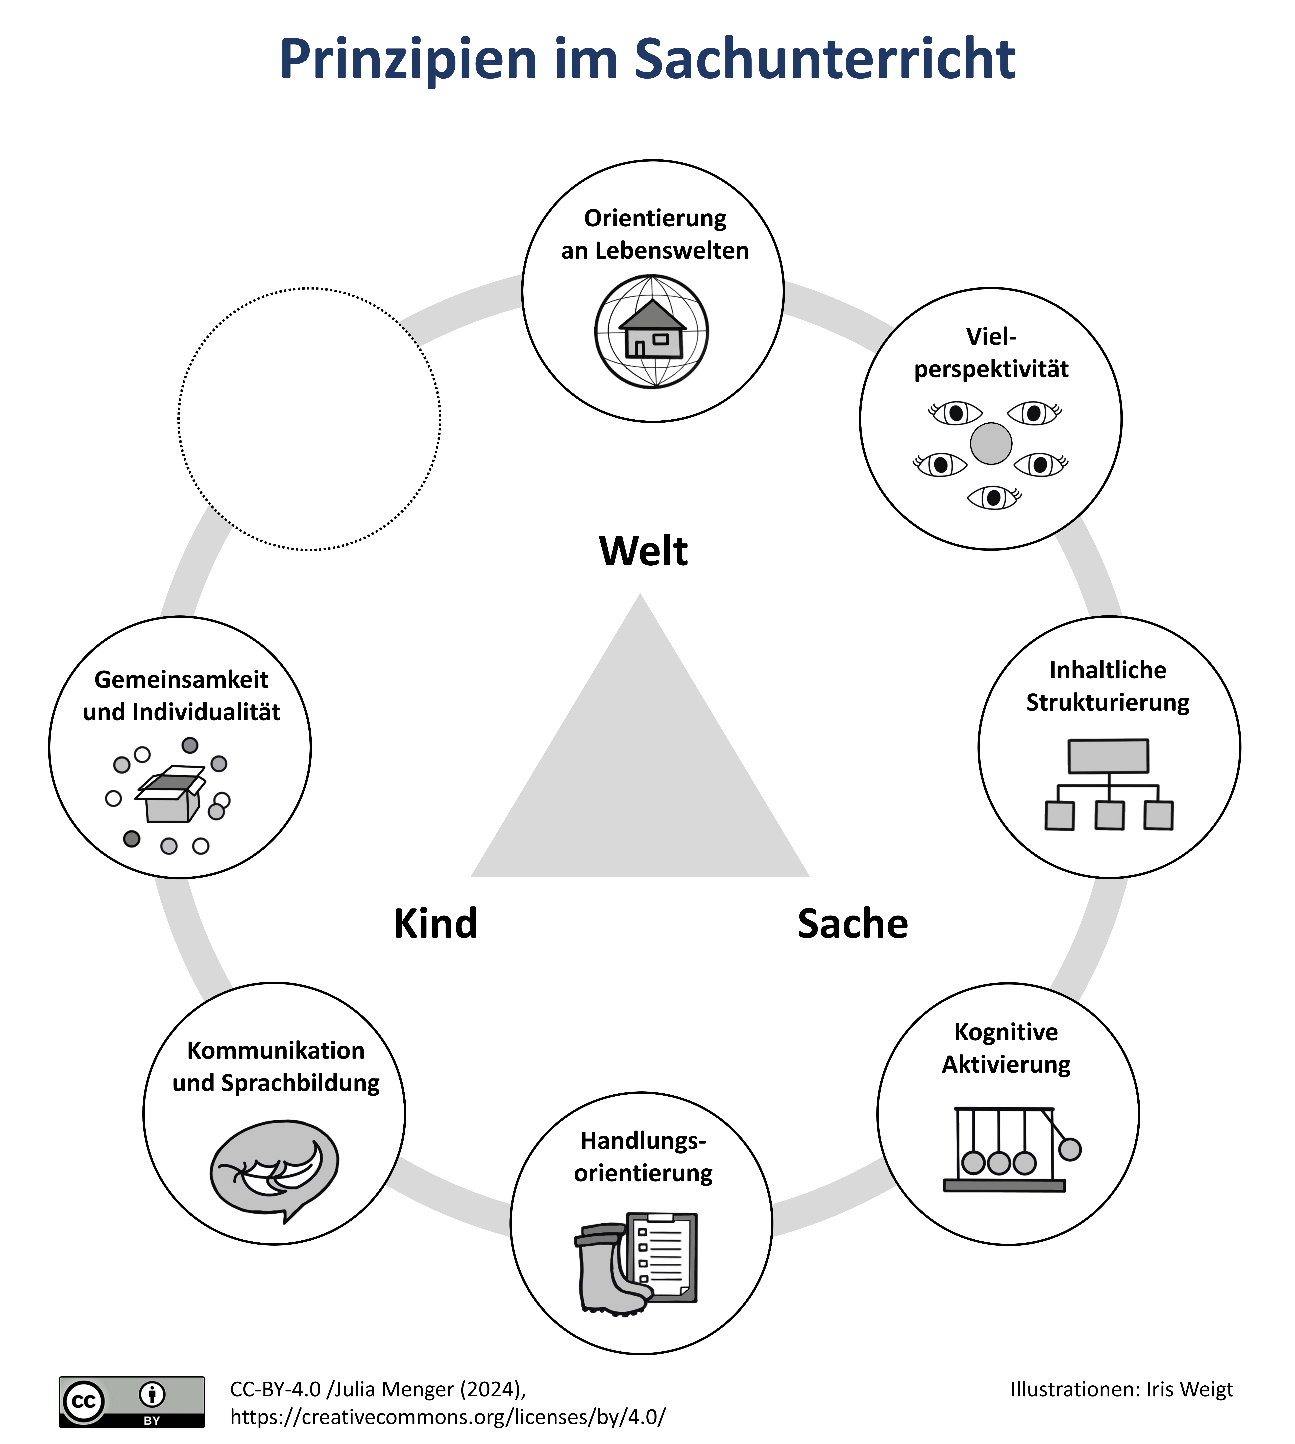 Prinzipien im Sachunterricht
Orientierung
an Lebenswelten
Viel-
perspektivität
Inhaltliche
Strukturierung
Kognitive
Aktivierung
Handlungs-
orientierung
Kommunikation
und Sprachbildung
Gemeinsamkeit
und Individualität
Welt
Kind
Sache
cc
BY
CC-BY-4.0 /Julia Menger (2024),
https://creativecommons.org/licenses/by/4.0/
Illustrationen: Iris Weigt